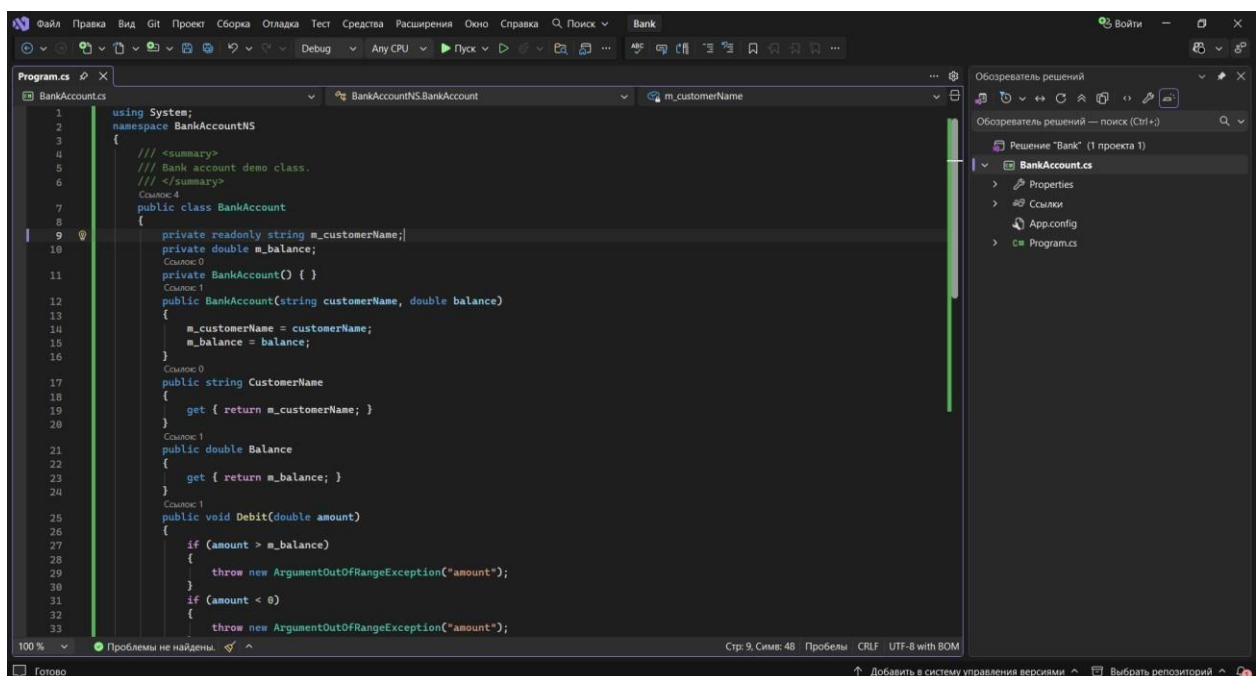 Файл Правка Вид Git Проект Сборка Отладка Тест Средства Расширения Окно Справка Поиск Bank Войти
Debug Any CPU Пуск
Program.cs Обозреватель решений
BankAccount.cs BankAccountNS.BankAccount m_customerName
Обозреватель решений — поиск (Ctrl+;)
Решение "Bank" (1 проекта 1)
BankAccount.cs
Properties
Ссылки
App.config
C# Program.cs
1 using System;
2 namespace BankAccountNS
3 {
4 /// <summary>
5 /// Bank account demo class.
6 /// </summary>
Ссылок: 4
7 public class BankAccount
8 {
9 private readonly string m_customerName;
10 private double m_balance;
Ссылок: 0
11 private BankAccount() { }
Ссылок: 1
12 public BankAccount(string customerName, double balance)
13 {
14 m_customerName = customerName;
15 m_balance = balance;
16 }
Ссылок: 0
17 public string CustomerName
18 {
19 get { return m_customerName; }
20 }
Ссылок: 1
21 public double Balance
22 {
23 get { return m_balance; }
24 }
Ссылок: 1
25 public void Debit(double amount)
26 {
27 if (amount > m_balance)
28 {
29 throw new ArgumentOutOfRangeException("amount");
30 }
31 if (amount < 0)
32 {
33 throw new ArgumentOutOfRangeException("amount");
100 % Проблемы не найдены. Стр: 9, Симв: 48 Пробелы CRLF UTF-8 with BOM
Готово Добавить в систему управления версиями Выбрать репозиторий